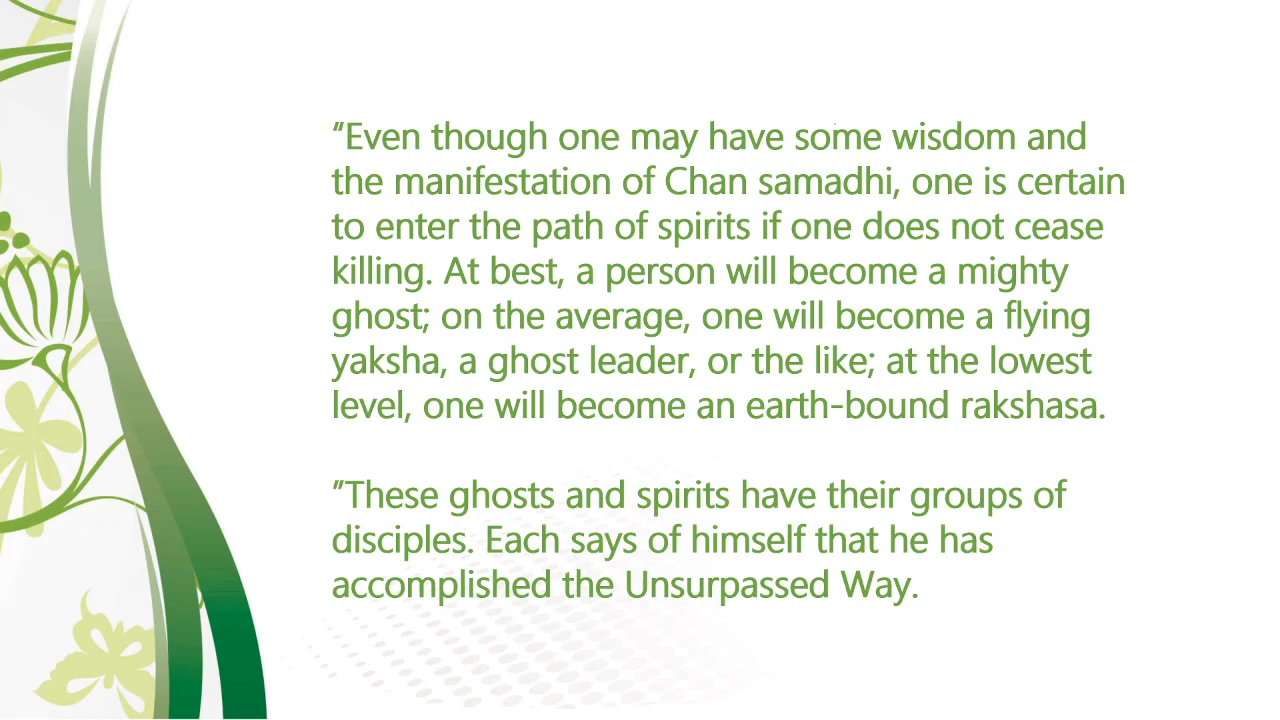 “Even though one may have some wisdom and
the manifestation of Chan samadhi, one is certain
to enter the path of spirits if one does not cease
killing. At best, a person will become a mighty
ghost; on the average, one will become a flying
yaksha, a ghost leader, or the like; at the lowest
level, one will become an earth-bound rakshasa.
”These ghosts and spirits have their groups of
disciples. Each says of himself that he has
accomplished the Unsurpassed Way.